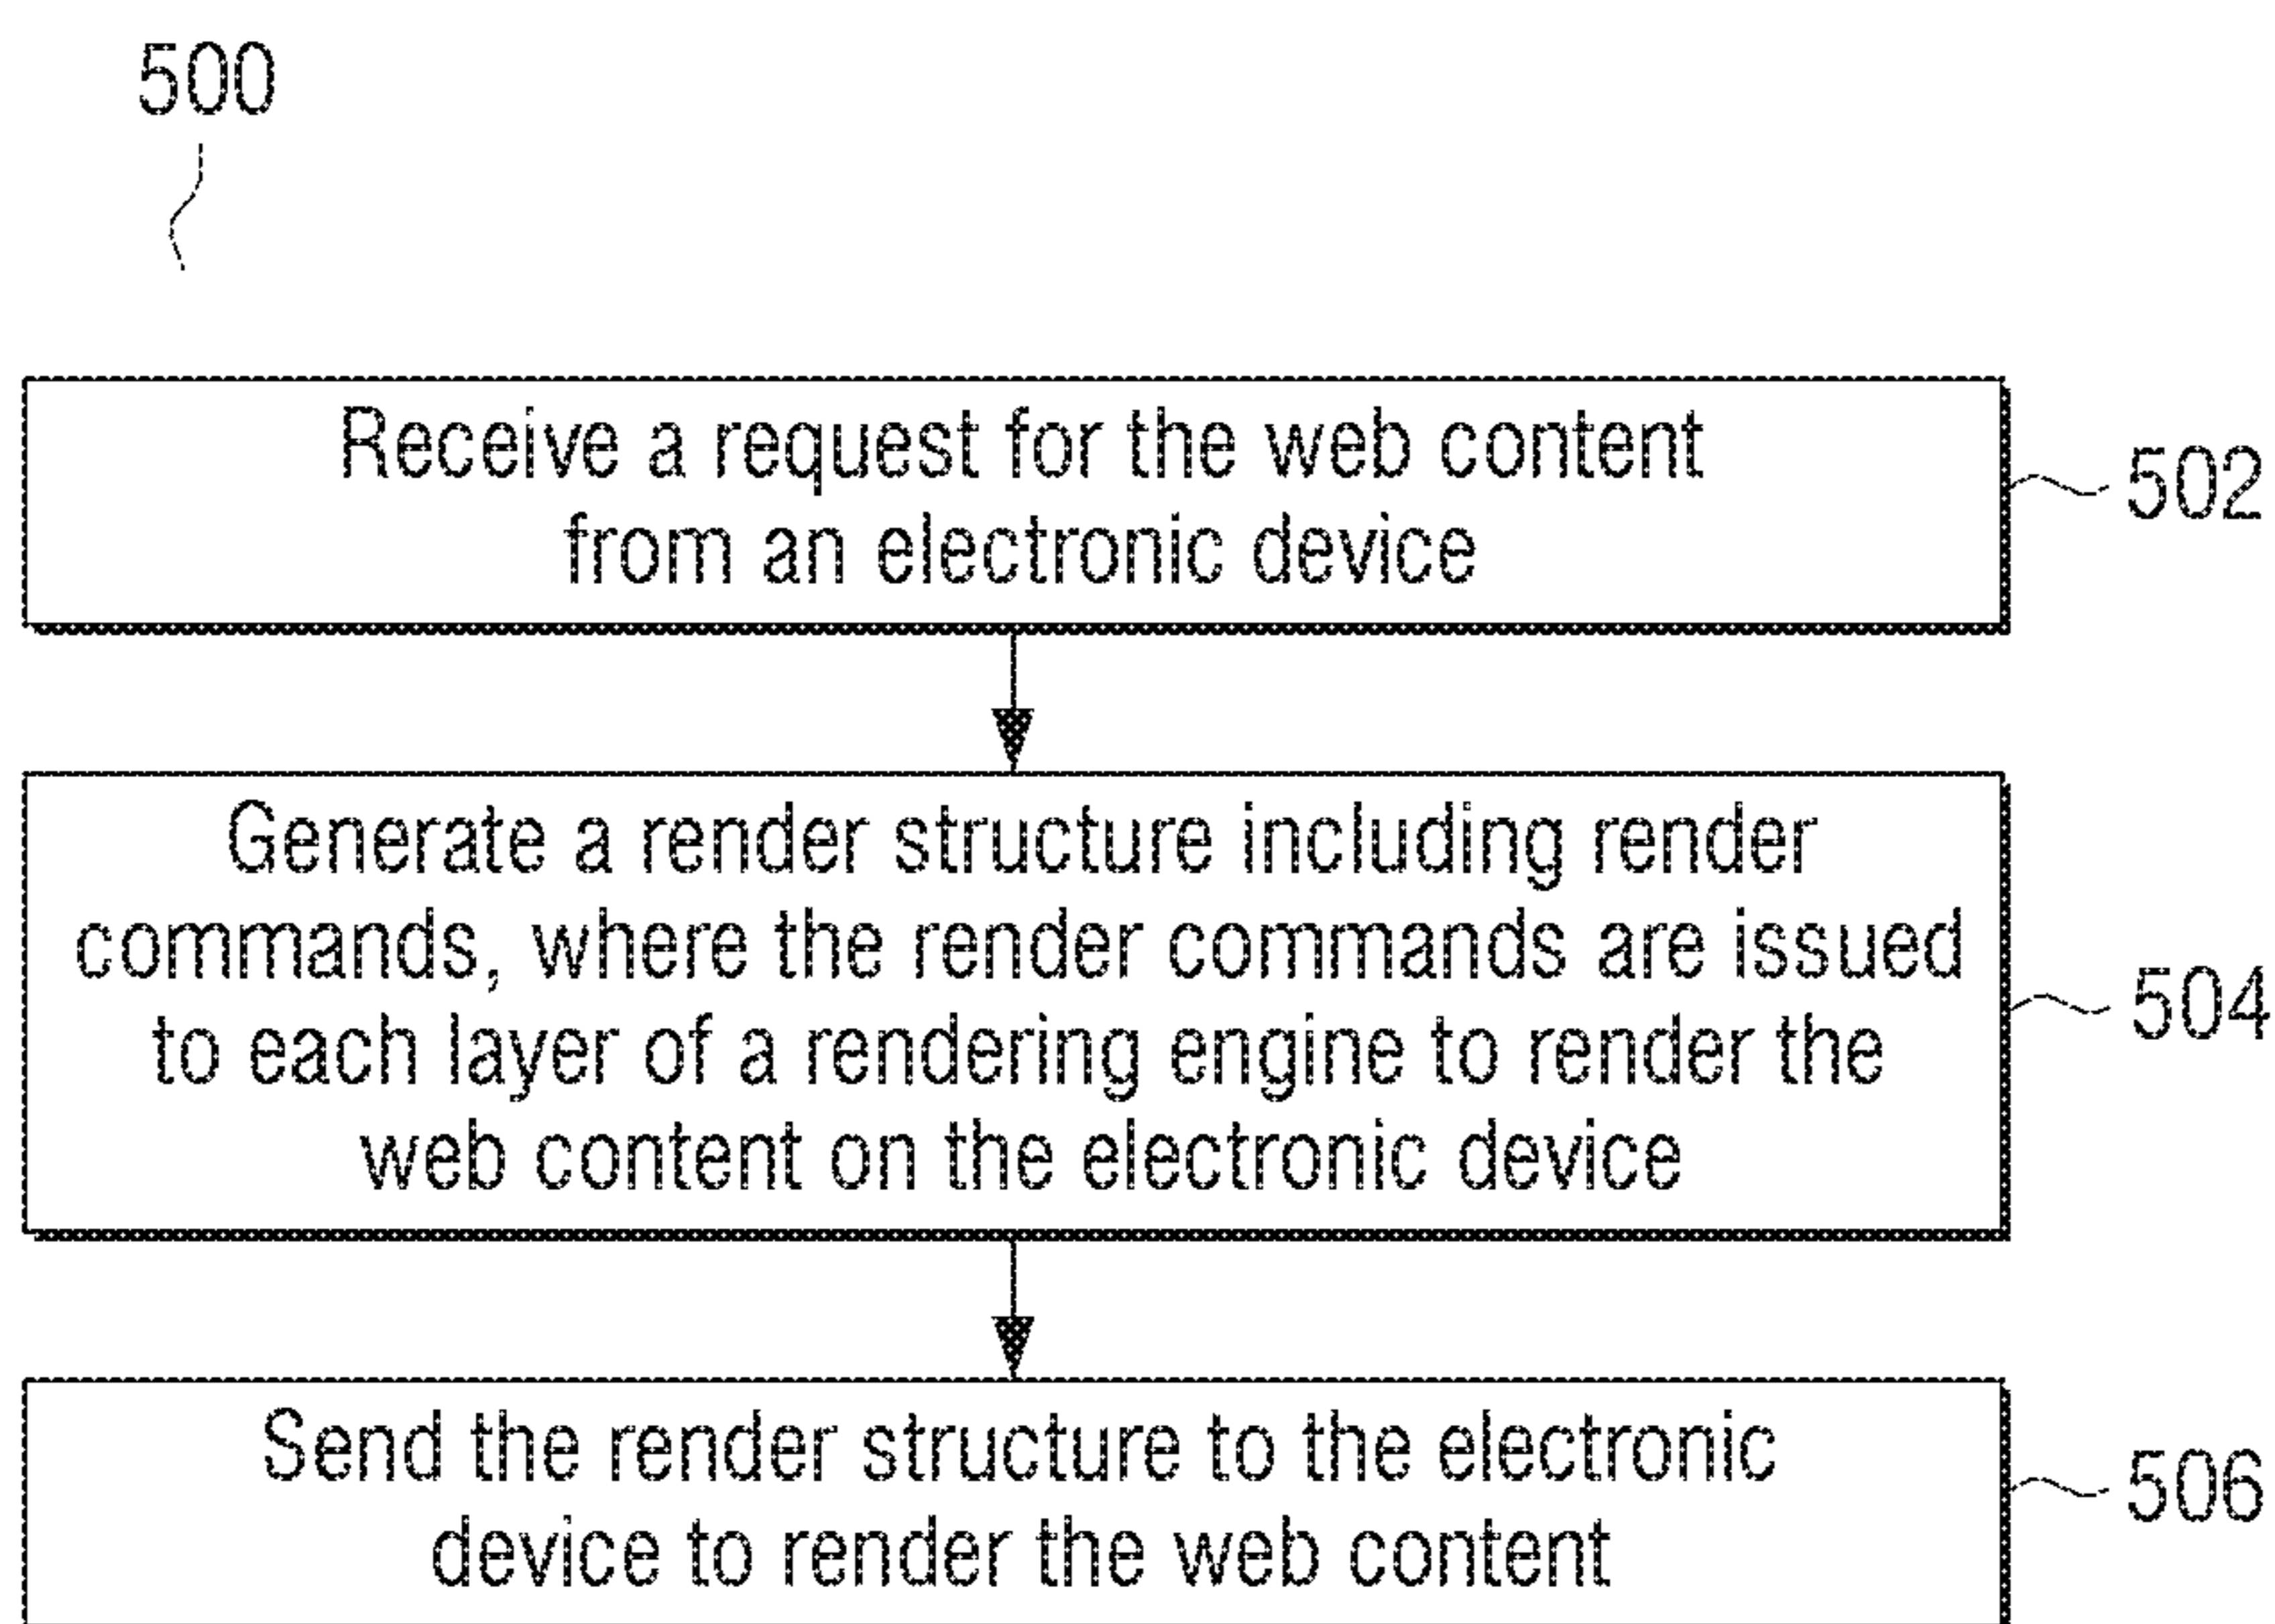 500
Receive a request for the web content
from an electronic device
502
Generate a render structure including render
commands, where the render commands are issued
to each layer of a rendering engine to render the
web content on the electronic device
504
Send the render structure to the electronic
device to render the web content
506